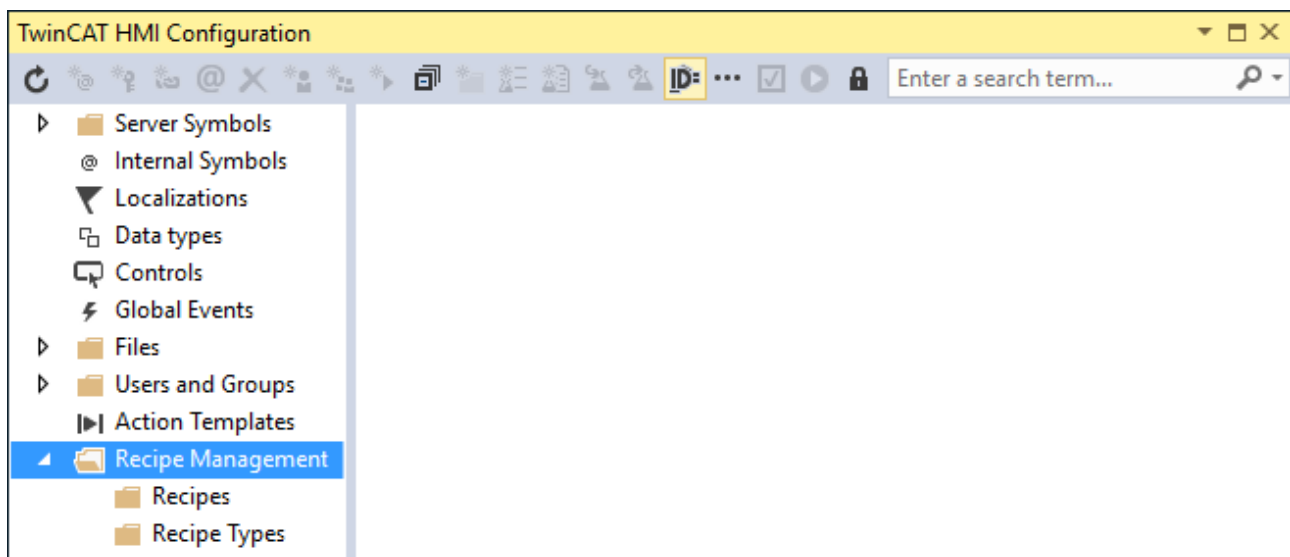 TwinCAT HMI Configuration
ID= Enter a search term...
Server Symbols
@ Internal Symbols
Localizations
Data types
Controls
Global Events
Files
Users and Groups
Action Templates
Recipe Management
Recipes
Recipe Types